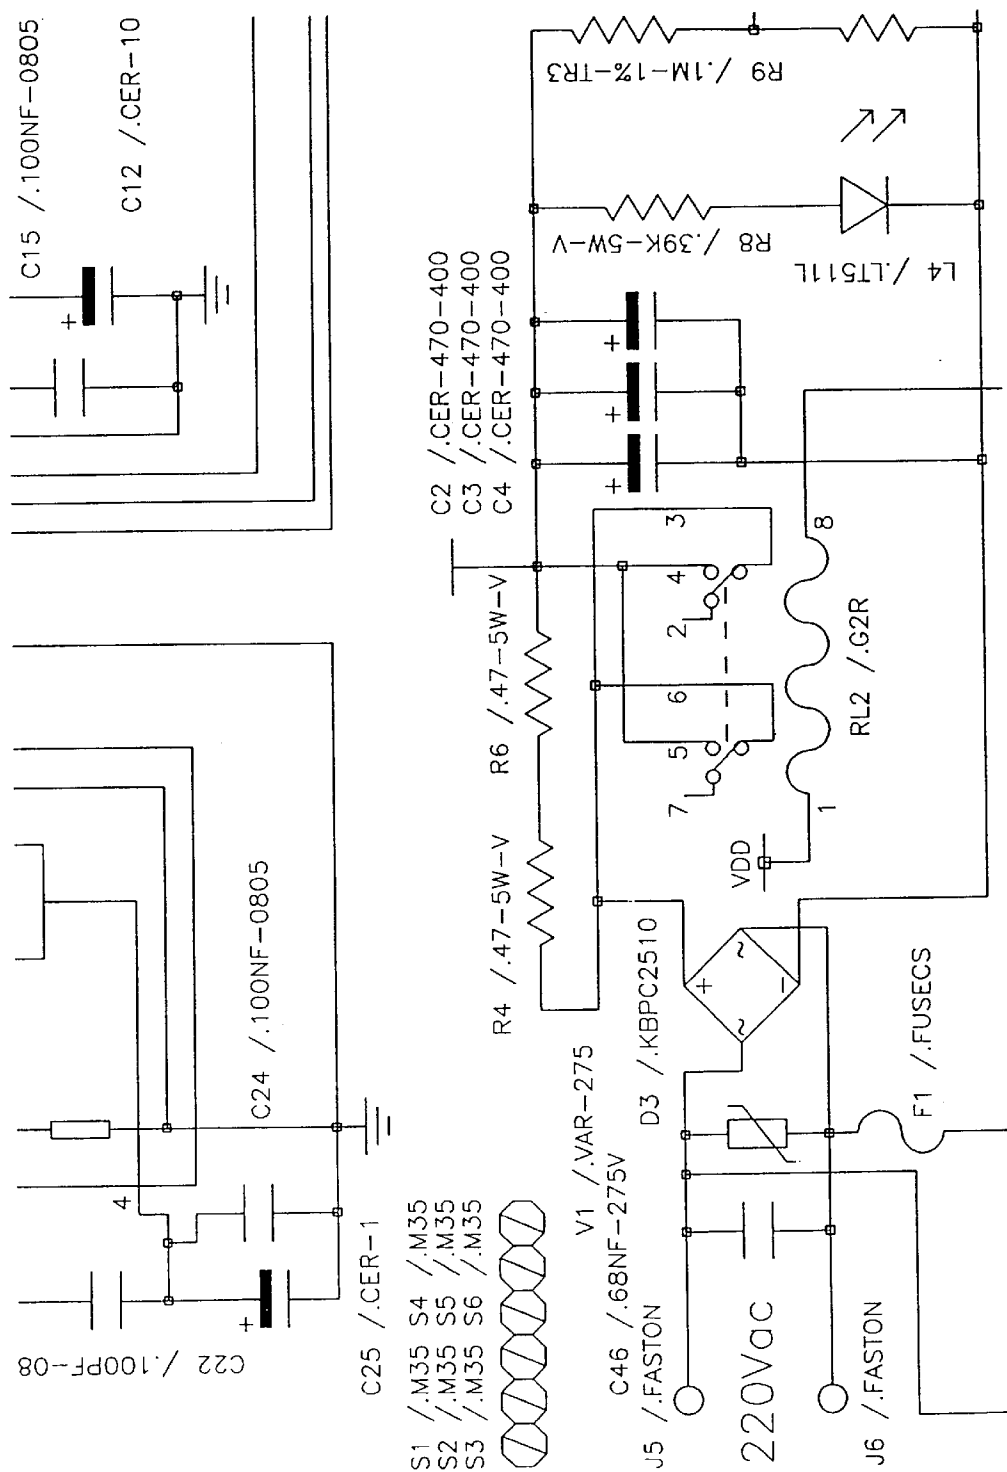 C15 /.100NF-0805
C12 /.CER-10
+
C24 /.100NF-0805
4
+
C22 /.100PF-08
C25 /.CER-1
S1 /.M35 S4 /.M35
S2 /.M35 S5 /.M35
S3 /.M35 S6 /.M35
R9 /.1M-1%-TR3
R8 /.39K-5W-V
L4 /.LT511L
C2 /.CER-470-400
C3 /.CER-470-400
C4 /.CER-470-400
+
+
+
R6 /.47-5W-V
R4 /.47-5W-V
3
4
2
6
5
7
8
RL2 /.G2R
1
VDD
D3 /.KBPC2510
+
~
~
-
V1 /.VAR-275
C46 /.68NF-275V
F1 /.FUSECS
J5 /.FASTON
220Vac
J6 /.FASTON